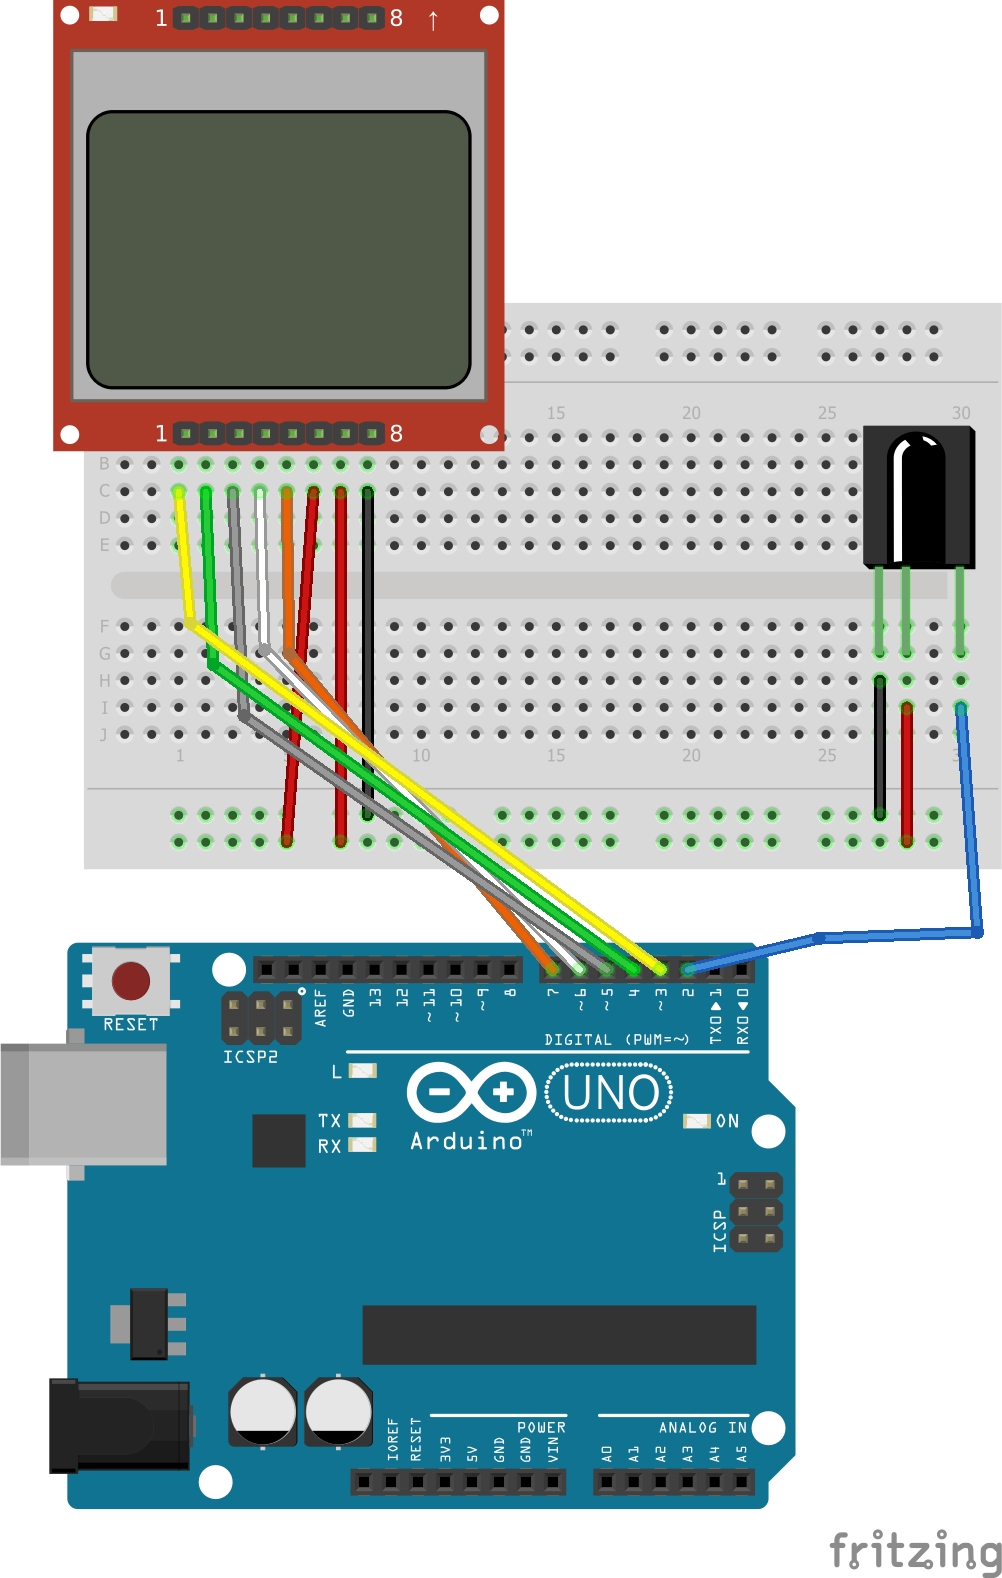 1 8 ↑
15 20 25 30
1 8
B
C
D
E
F
G
H
I
J
1 10 15 20 25
RESET
ICSP2
AREF
GND
13
12
~11
~10
~9
8
7
~6
~5
4
~3
2
TX0▶1
RX0◀0
DIGITAL (PWM=~)
L
TX
RX
UNO
Arduino™
ON
1
ICSP
IOREF
RESET
3V3
5V
GND
GND
VIN
POWER
A0
A1
A2
A3
A4
A5
ANALOG IN
fritzing